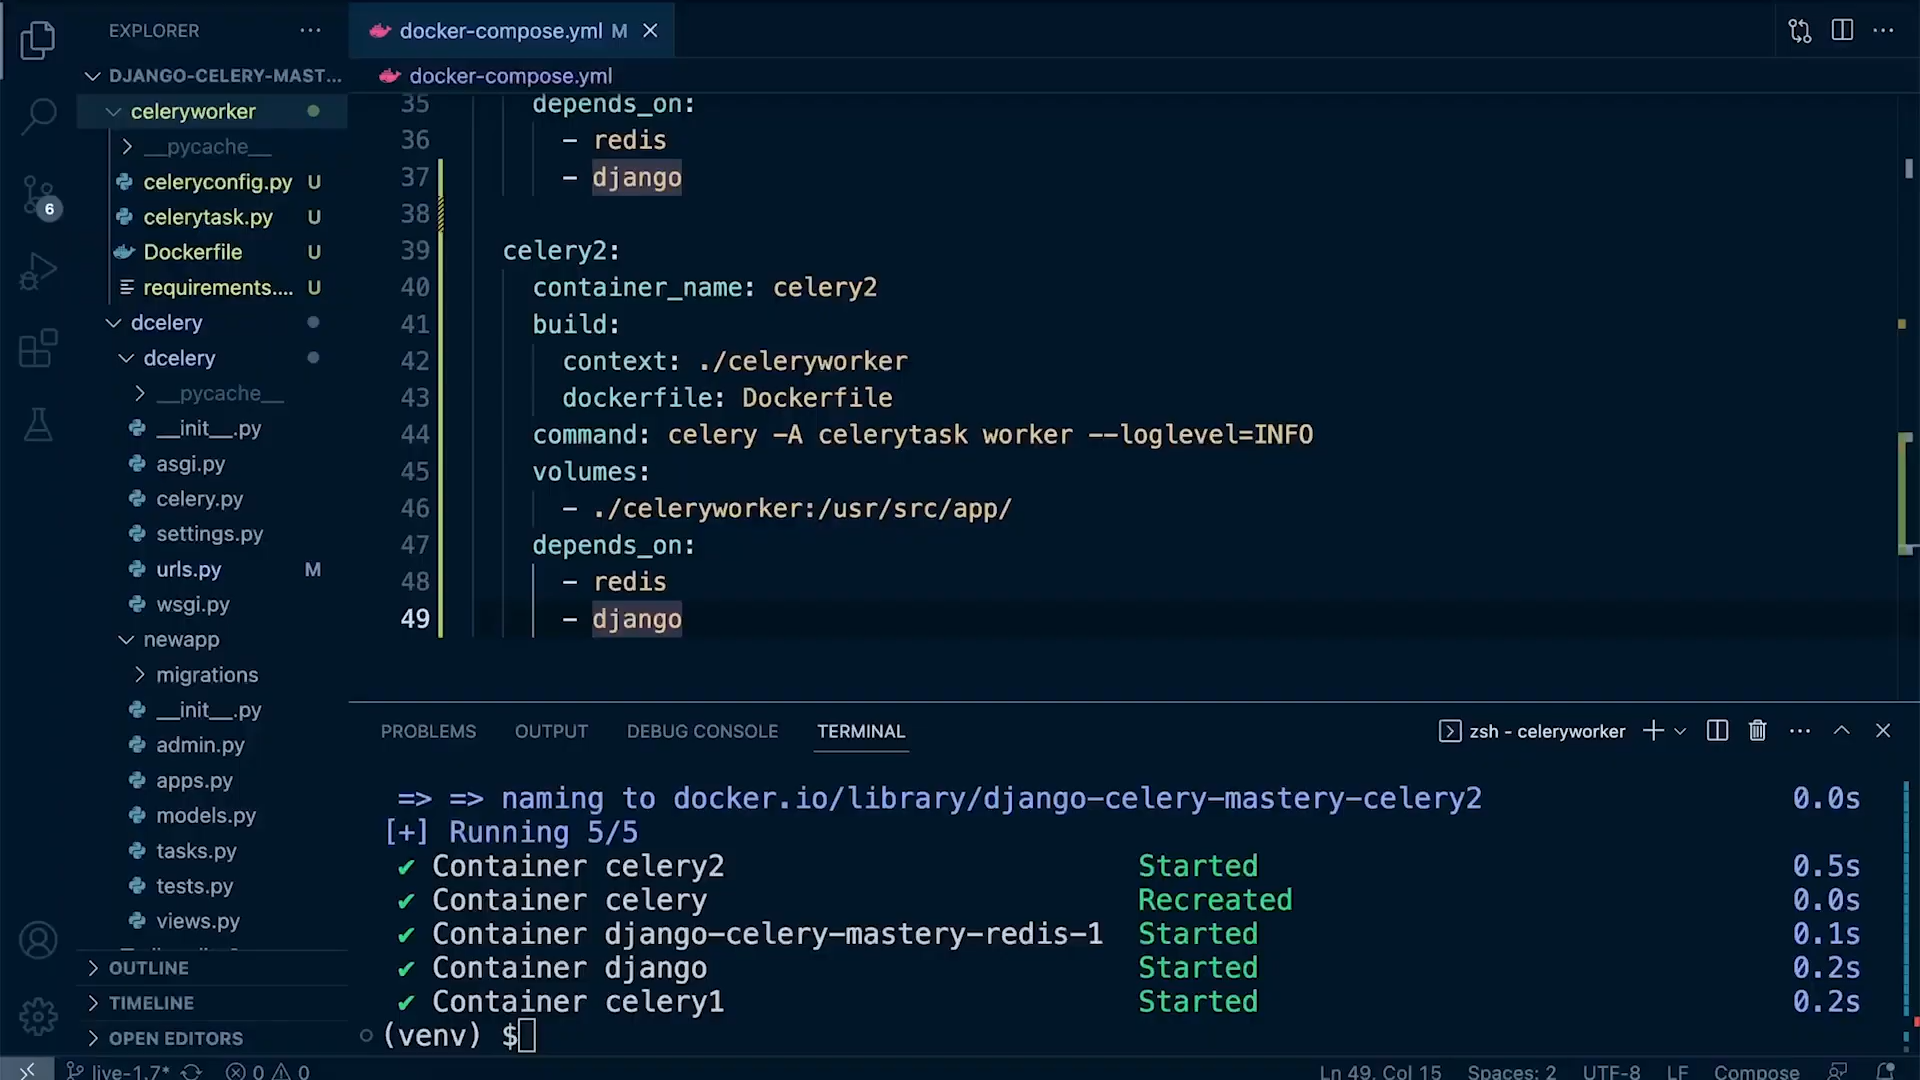 EXPLORER
DJANGO-CELERY-MAST...
celeryworker
__pycache__
celeryconfig.py U
celerytask.py U
Dockerfile U
requirements.... U
dcelery
dcelery
__pycache__
__init__.py
asgi.py
celery.py
settings.py
urls.py M
wsgi.py
newapp
migrations
__init__.py
admin.py
apps.py
models.py
tasks.py
tests.py
views.py
OUTLINE
TIMELINE
OPEN EDITORS
6
docker-compose.yml M
docker-compose.yml
35 depends_on:
36 - redis
37 - django
38
39 celery2:
40 container_name: celery2
41 build:
42 context: ./celeryworker
43 dockerfile: Dockerfile
44 command: celery -A celerytask worker --loglevel=INFO
45 volumes:
46 - ./celeryworker:/usr/src/app/
47 depends_on:
48 - redis
49 - django
PROBLEMS OUTPUT DEBUG CONSOLE TERMINAL zsh - celeryworker
=> => naming to docker.io/library/django-celery-mastery-celery2 0.0s
[+] Running 5/5
✔ Container celery2 Started 0.5s
✔ Container celery Recreated 0.0s
✔ Container django-celery-mastery-redis-1 Started 0.1s
✔ Container django Started 0.2s
✔ Container celery1 Started 0.2s
(venv) $
live-1.7* 0 0 Ln 49, Col 15 Spaces: 2 UTF-8 LF Compose